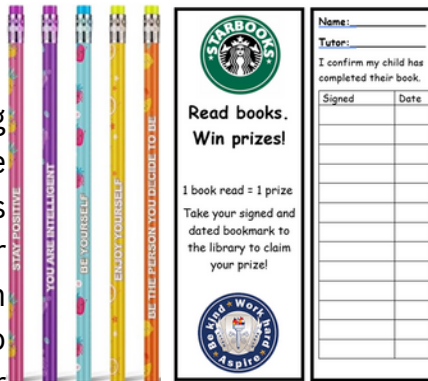 STAY POSITIVE
YOU ARE INTELLIGENT
BE YOURSELF
ENJOY YOURSELF
BE THE PERSON YOU DECIDE TO BE
STARBOOKS
Read books.
Win prizes!
1 book read = 1 prize
Take your signed and
dated bookmark to
the library to claim
your prize!
Be kind Work hard
Aspire
Name:
Tutor:
I confirm my child has
completed their book.
Signed Date